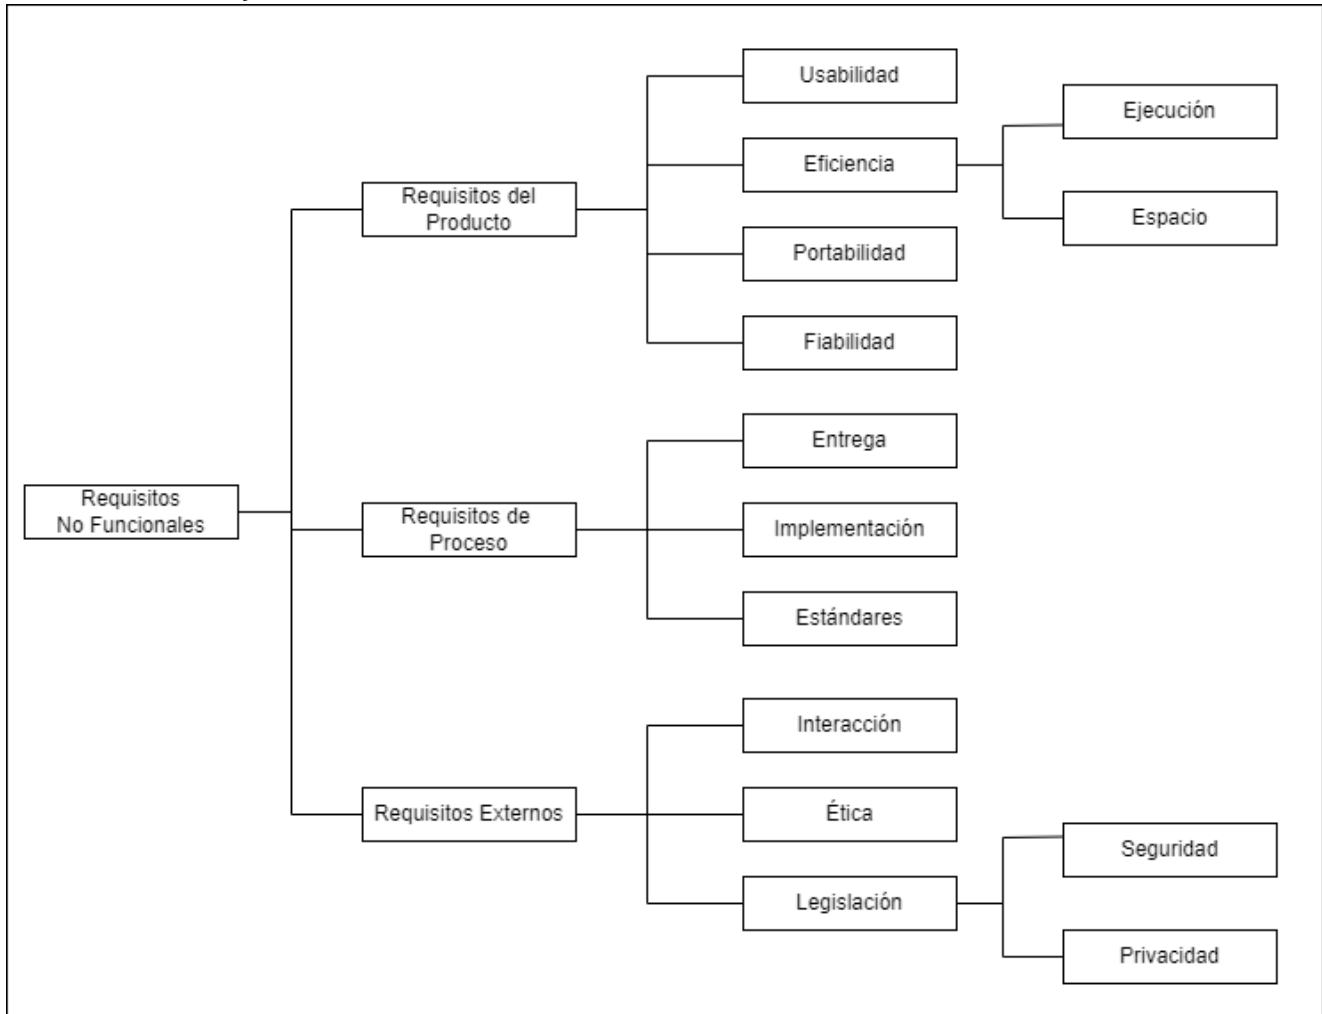 Usabilidad
Ejecución
Eficiencia
Requisitos del
Producto
Espacio
Portabilidad
Fiabilidad
Entrega
Requisitos
No Funcionales
Requisitos de
Proceso
Implementación
Estándares
Interacción
Requisitos Externos
Ética
Seguridad
Legislación
Privacidad